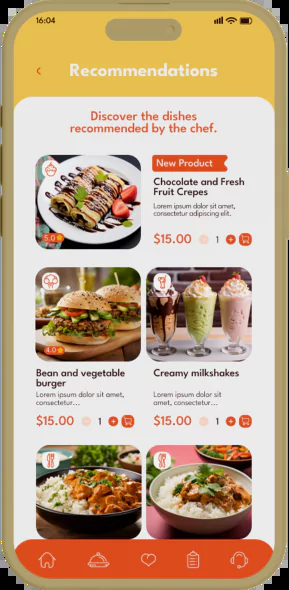 16:04
Recommendations
Discover the dishes
recommended by the chef.
New Product
Chocolate and Fresh
Fruit Crepes
Lorem ipsum dolor sit amet,
consectetur adipiscing elit.
5.0
$15.00 1
4.0
Bean and vegetable
burger
Lorem ipsum dolor sit amet,
consectetur...
$15.00 1
Creamy milkshakes
Lorem ipsum dolor sit
amet, consectetur...
$15.00 1